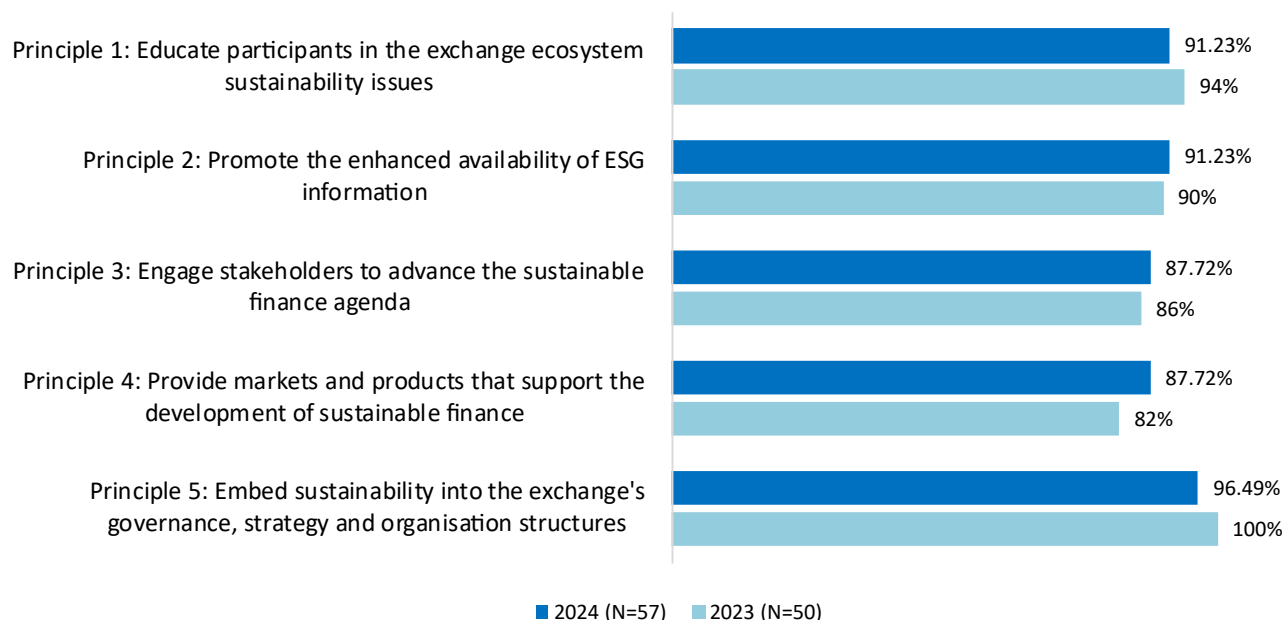 Principle 1: Educate participants in the exchange ecosystem
sustainability issues
91.23%
94%
Principle 2: Promote the enhanced availability of ESG
information
91.23%
90%
Principle 3: Engage stakeholders to advance the sustainable
finance agenda
87.72%
86%
Principle 4: Provide markets and products that support the
development of sustainable finance
87.72%
82%
Principle 5: Embed sustainability into the exchange's
governance, strategy and organisation structures
96.49%
100%
2024 (N=57) 2023 (N=50)